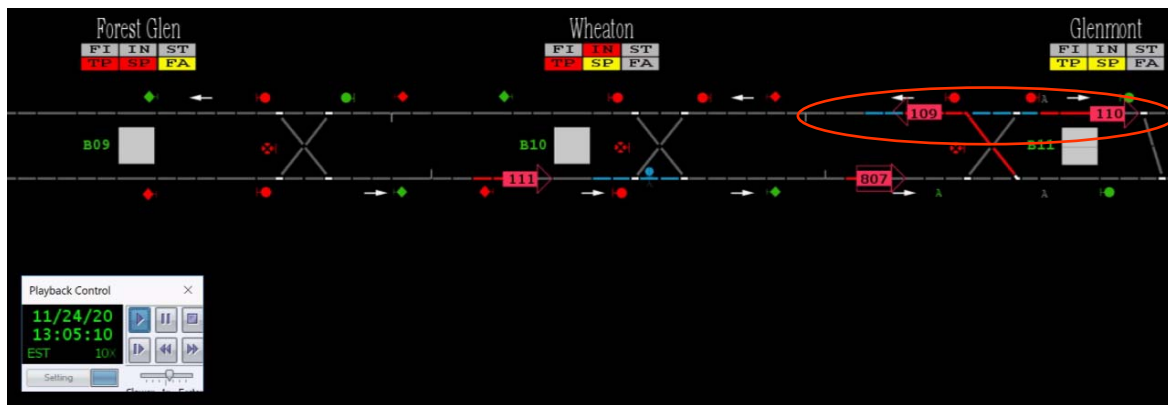 Forest Glen
FI IN ST
TP SP FA
Wheaton
FI IN ST
TP SP FA
Glenmont
FI IN ST
TP SP FA
109
110
B09
B10
B11
111
807
Playback Control
11/24/20
13:05:10
EST 10X
Setting